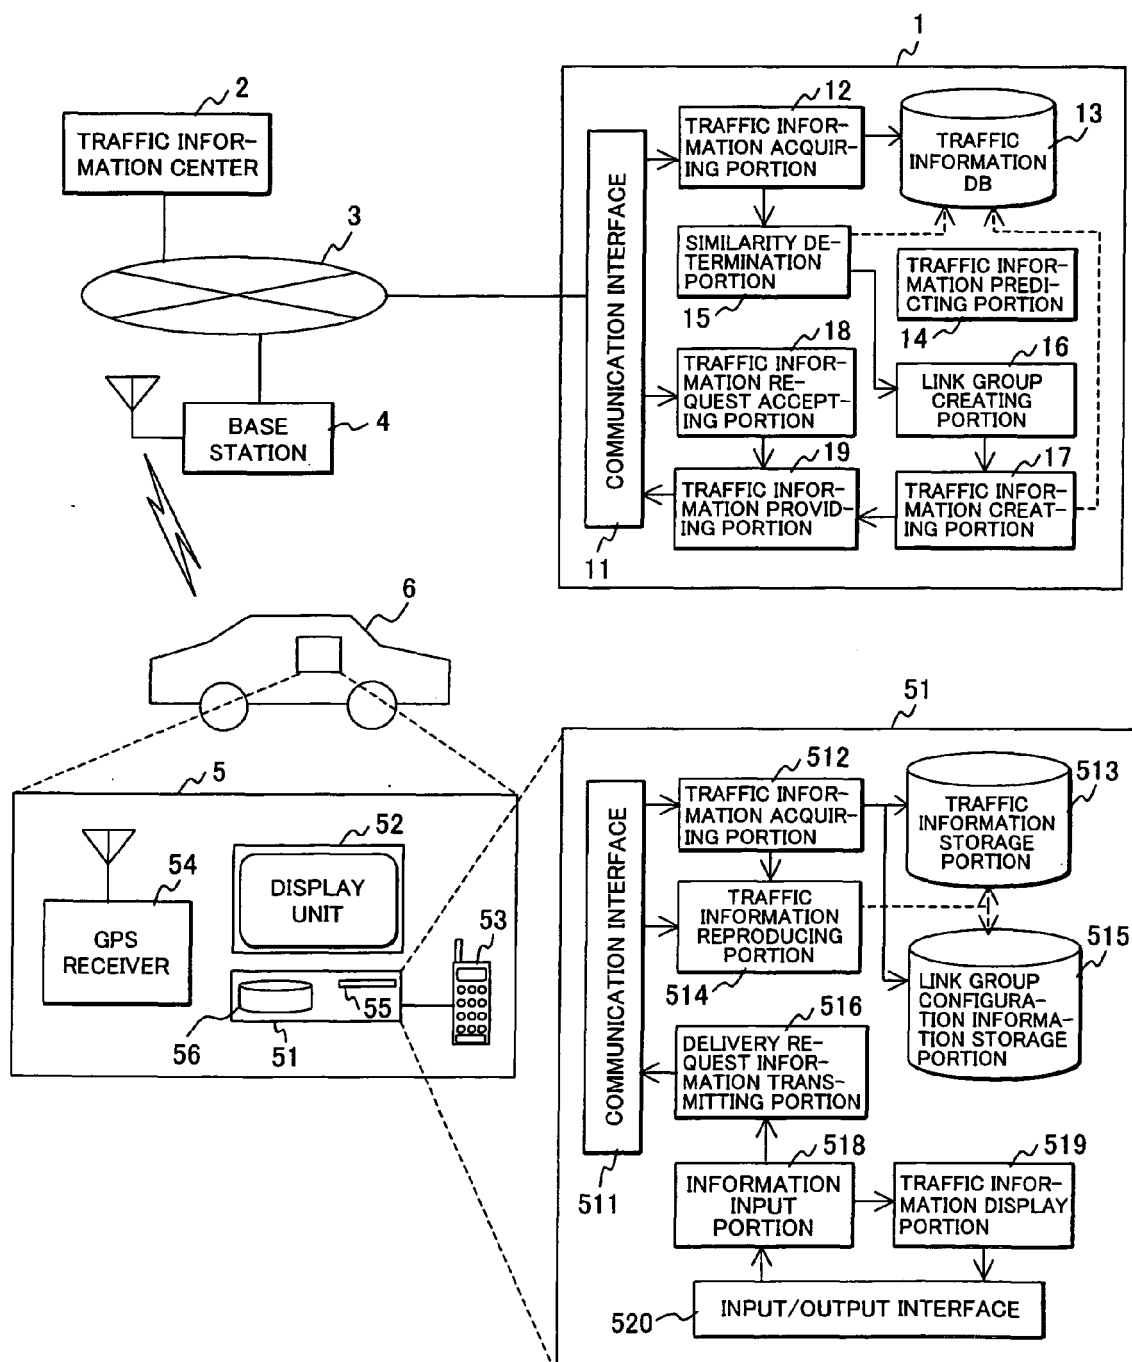 1
2
TRAFFIC INFOR-
MATION CENTER
3
BASE
STATION
4
COMMUNICATION INTERFACE
11
12
TRAFFIC INFOR-
MATION ACQUIR-
ING PORTION
TRAFFIC
INFORMATION
DB
13
SIMILARITY DE-
TERMINATION
PORTION
15
TRAFFIC INFOR-
MATION PREDI-
CTING PORTION
14
18
TRAFFIC INFOR-
MATION RE-
QUEST ACCEPT-
ING PORTION
16
LINK GROUP
CREATING
PORTION
19
TRAFFIC INFOR-
MATION PROVID-
ING PORTION
17
TRAFFIC INFOR-
MATION CREAT-
ING PORTION
6
5
54
GPS
RECEIVER
52
DISPLAY
UNIT
53
55
56
51
51
COMMUNICATION INTERFACE
511
512
TRAFFIC INFOR-
MATION ACQUIR-
ING PORTION
513
TRAFFIC
INFORMATION
STORAGE
PORTION
TRAFFIC
INFORMATION
REPRODUCING
PORTION
514
515
LINK GROUP
CONFIGURA-
TION INFORMA-
TION STORAGE
PORTION
516
DELIVERY RE-
QUEST INFOR-
MATION TRANS-
MITTING PORTION
518
INFORMATION
INPUT
PORTION
519
TRAFFIC INFOR-
MATION DISPLAY
PORTION
520
INPUT/OUTPUT INTERFACE